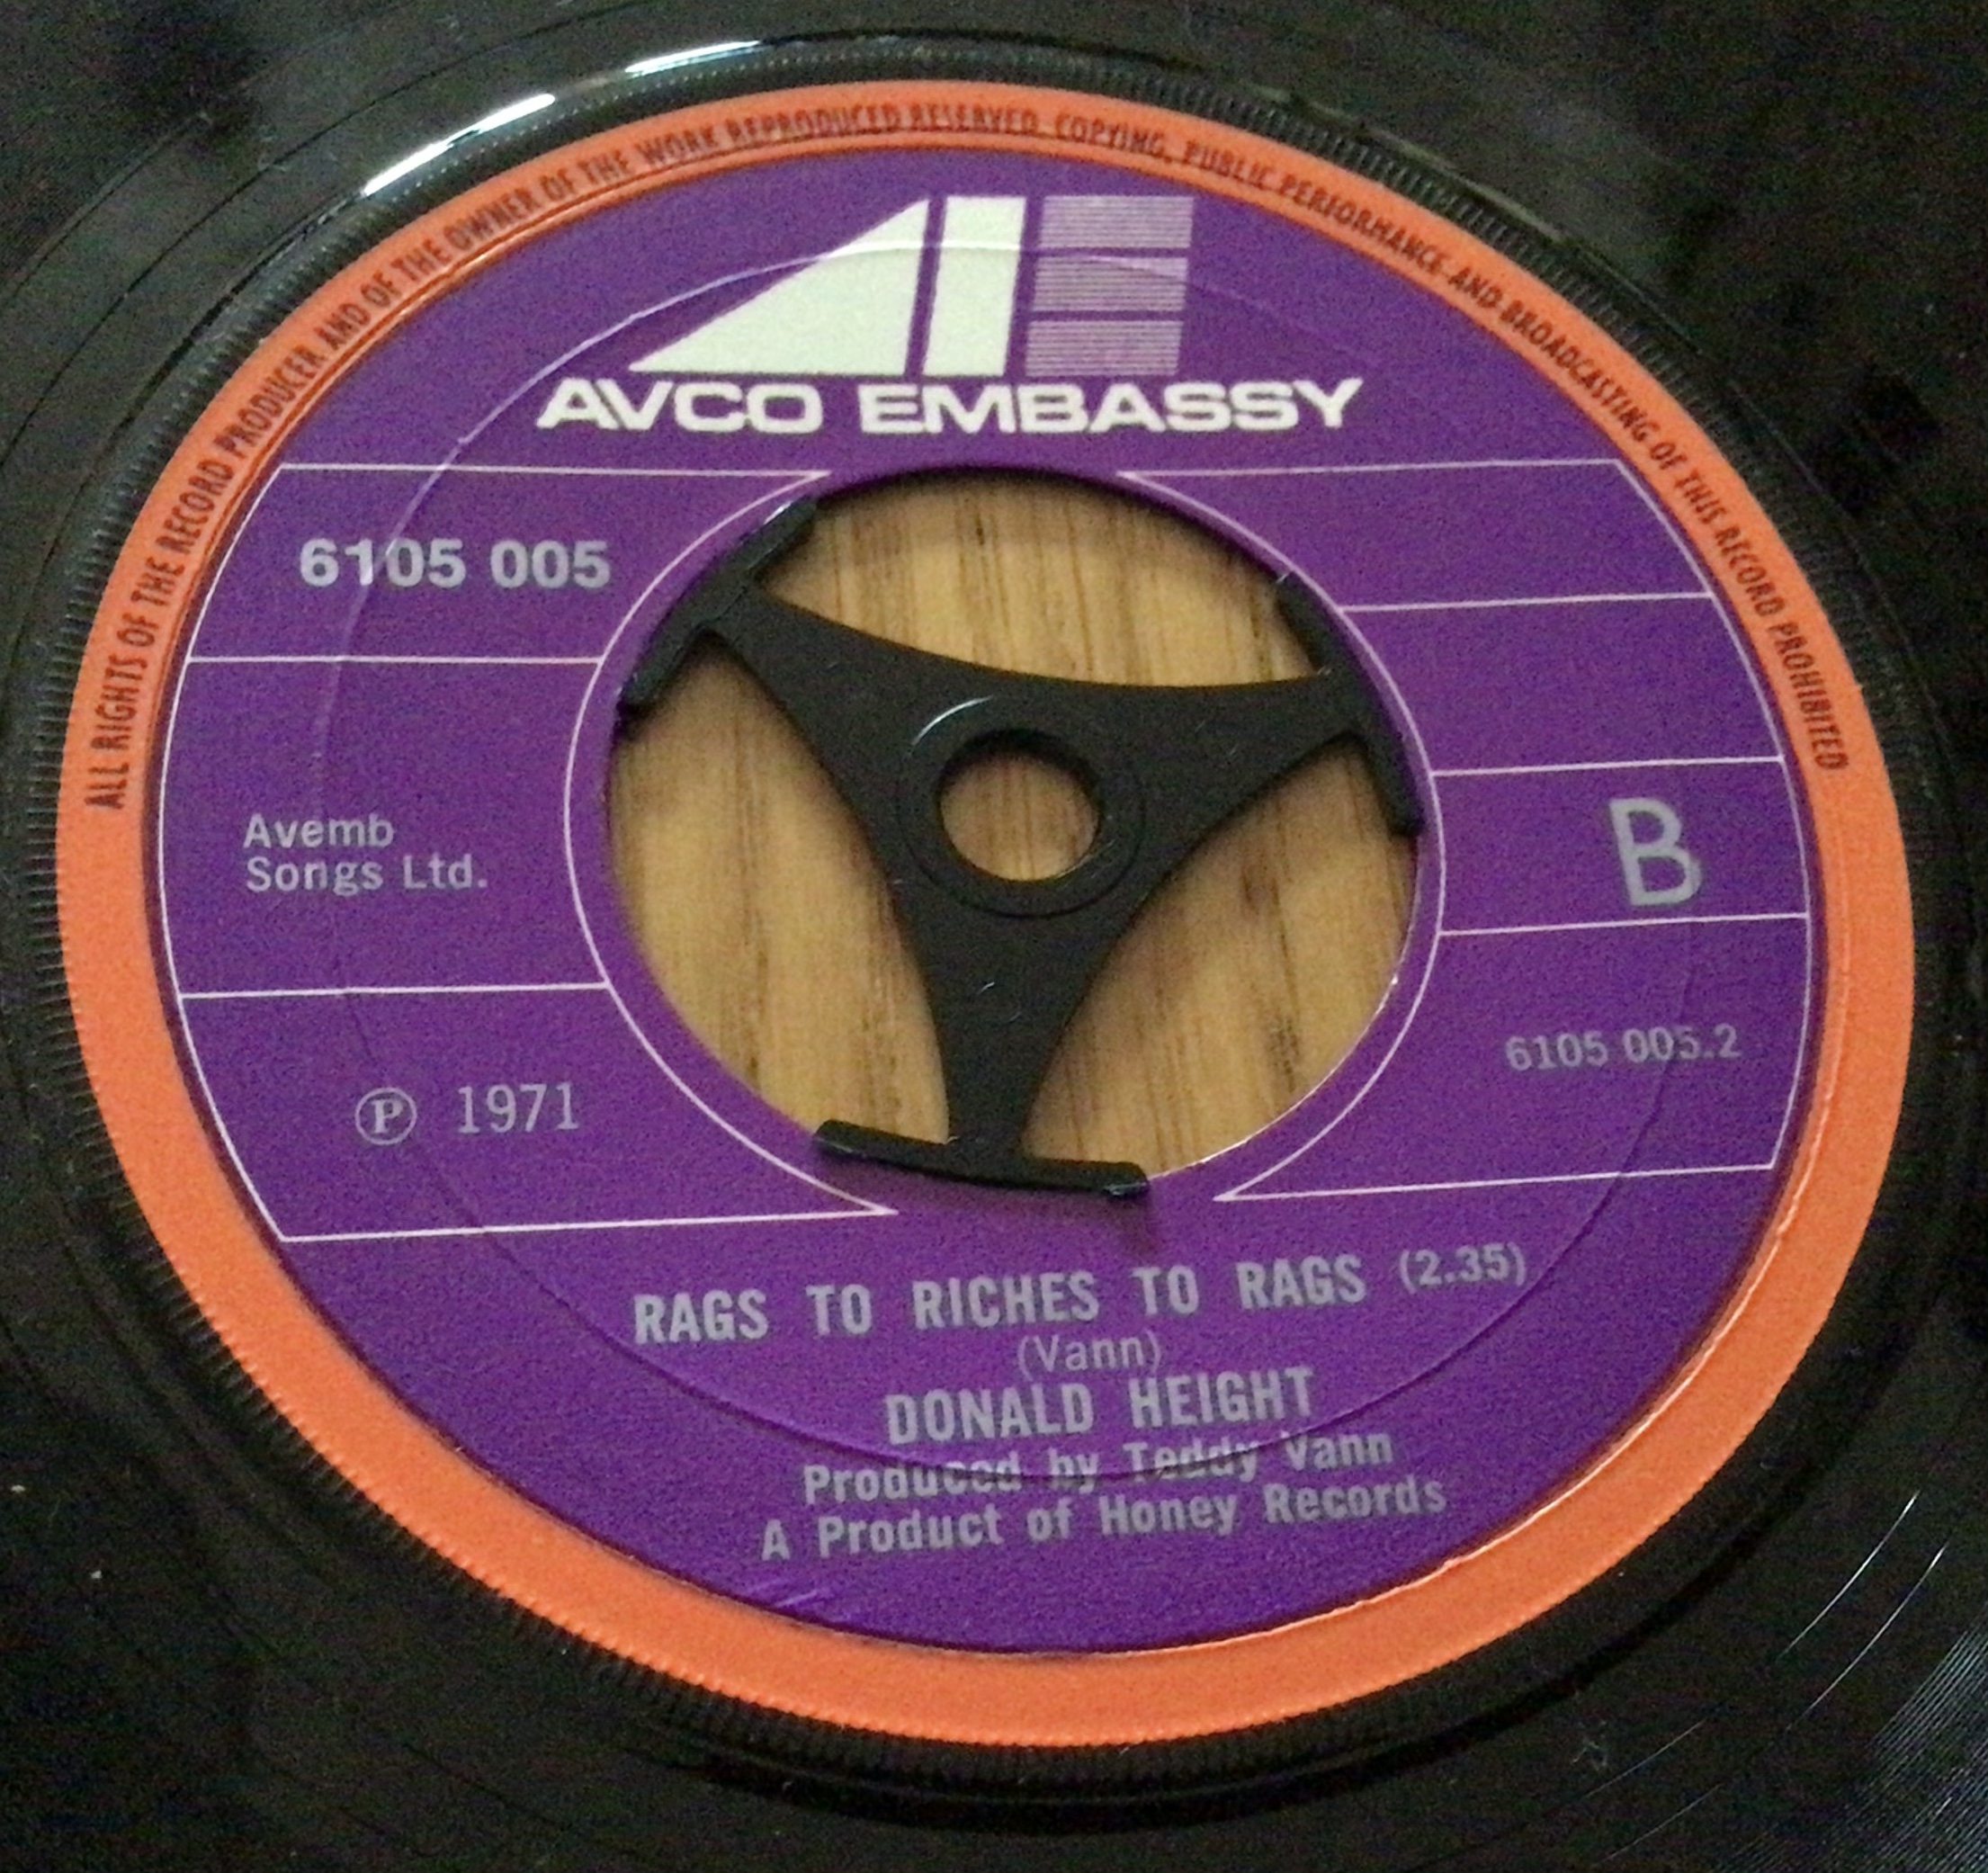 ALL RIGHTS OF THE RECORD PRODUCER AND OF THE OWNER OF THE WORK REPRODUCED RESERVED. COPYING, PUBLIC PERFORMANCE AND BROADCASTING OF THIS RECORD PROHIBITED
AE
AVCO EMBASSY
6105 005
Avemb
Songs Ltd.
B
℗ 1971
6105 005.2
RAGS TO RICHES TO RAGS (2.35)
(Vann)
DONALD HEIGHT
Produced by Teddy Vann
A Product of Honey Records